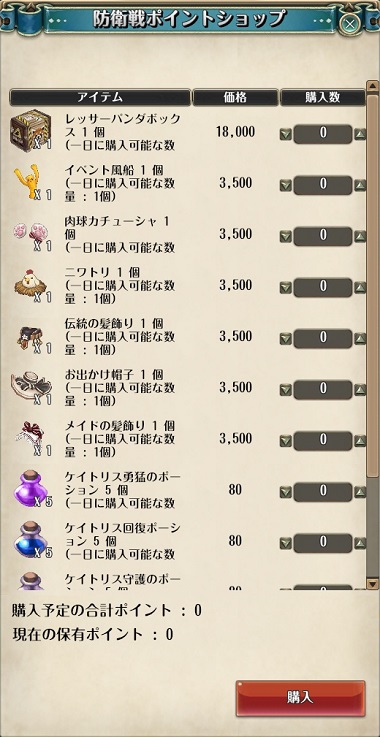 防衛戦ポイントショップ
アイテム 価格 購入数
レッサーパンダボック
ス 1 個
(一日に購入可能な数
X 1
18,000
0
イベント風船 1 個
(一日に購入可能な数
量 : 1個)
X 1
3,500
0
肉球カチューシャ 1
個
(一日に購入可能な数
X 1
3,500
0
ニワトリ 1 個
(一日に購入可能な数
量 : 1個)
X 1
3,500
0
伝統の髪飾り 1 個
(一日に購入可能な数
量 : 1個)
X 1
3,500
0
お出かけ帽子 1 個
(一日に購入可能な数
量 : 1個)
X 1
3,500
0
メイドの髪飾り 1 個
(一日に購入可能な数
量 : 1個)
X 1
3,500
0
ケイトリス勇猛のポー
ション 5 個
(一日に購入可能な数
X 5
80
0
ケイトリス回復ポーシ
ョン 5 個
(一日に購入可能な数
X 5
80
0
ケイトリス守護のポー
購入予定の合計ポイント : 0
現在の保有ポイント : 0
購入